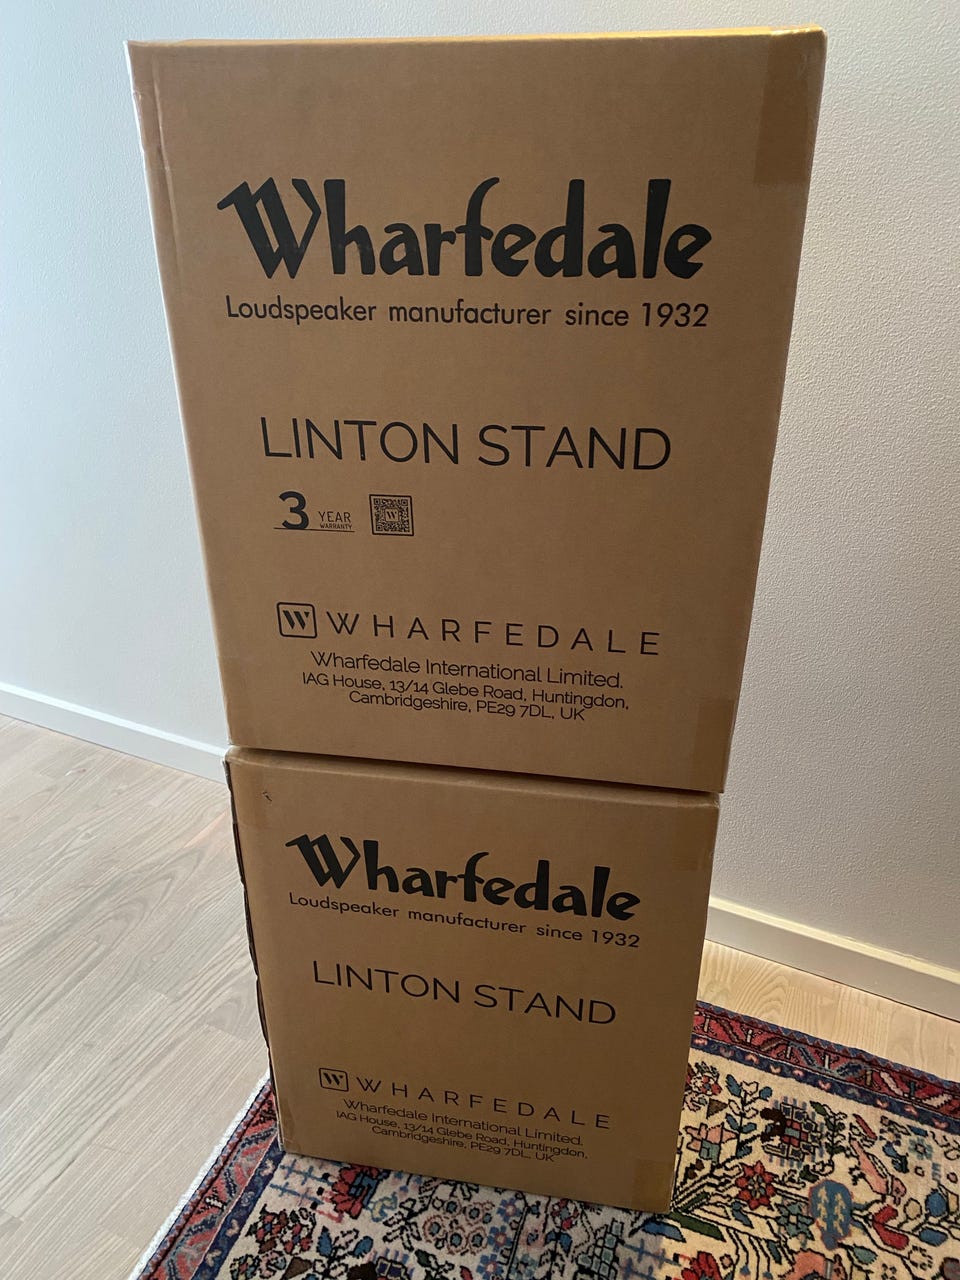 Wharfedale
Loudspeaker manufacturer since 1932
LINTON STAND
3 YEAR
WARRANTY
W
W WHARFEDALE
Wharfedale International Limited.
IAG House, 13/14 Glebe Road, Huntingdon,
Cambridgeshire, PE29 7DL, UK
Wharfedale
Loudspeaker manufacturer since 1932
LINTON STAND
W WHARFEDALE
Wharfedale International Limited.
IAG House, 13/14 Glebe Road, Huntingdon,
Cambridgeshire, PE29 7DL, UK